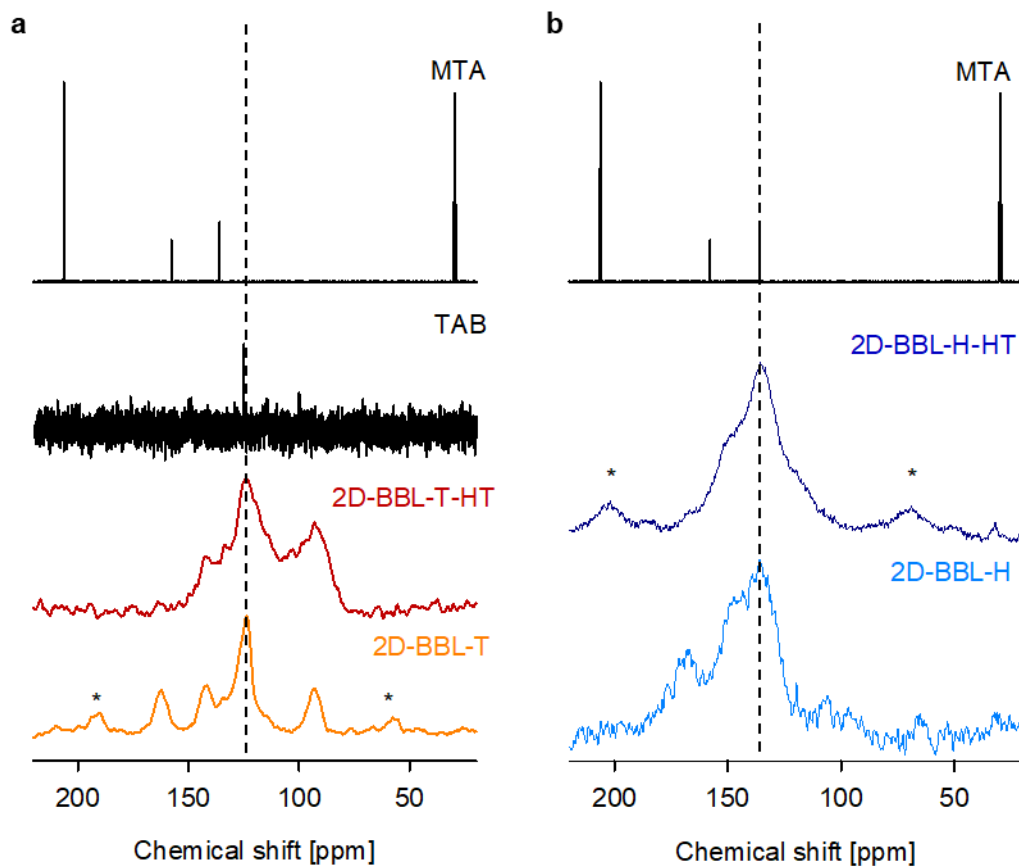 a
MTA
TAB
2D-BBL-T-HT
2D-BBL-T
* *
200 150 100 50
Chemical shift [ppm]
b
MTA
2D-BBL-H-HT
* *
2D-BBL-H
200 150 100 50
Chemical shift [ppm]